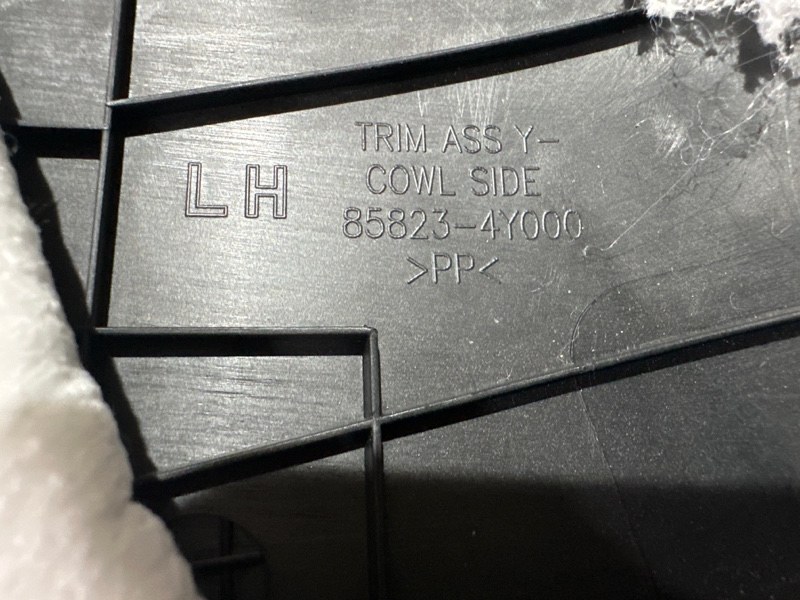 LH
TRIM ASS Y-
COWL SIDE
85823-4Y000
>PP<